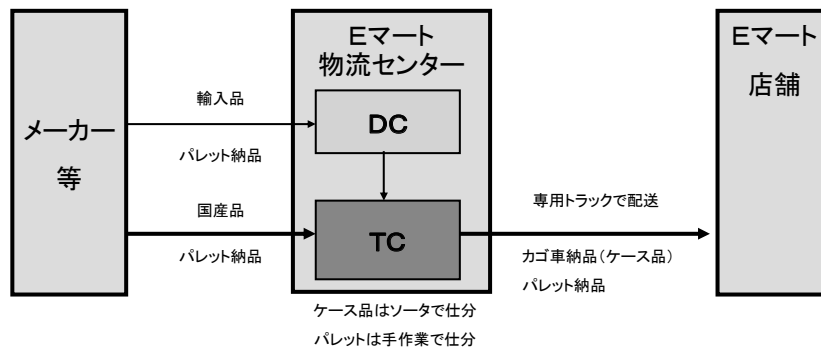 メーカー
等
輸入品
パレット納品
国産品
パレット納品
Eマート
物流センター
DC
TC
ケース品はソータで仕分
パレットは手作業で仕分
専用トラックで配送
カゴ車納品(ケース品)
パレット納品
Eマート
店舗